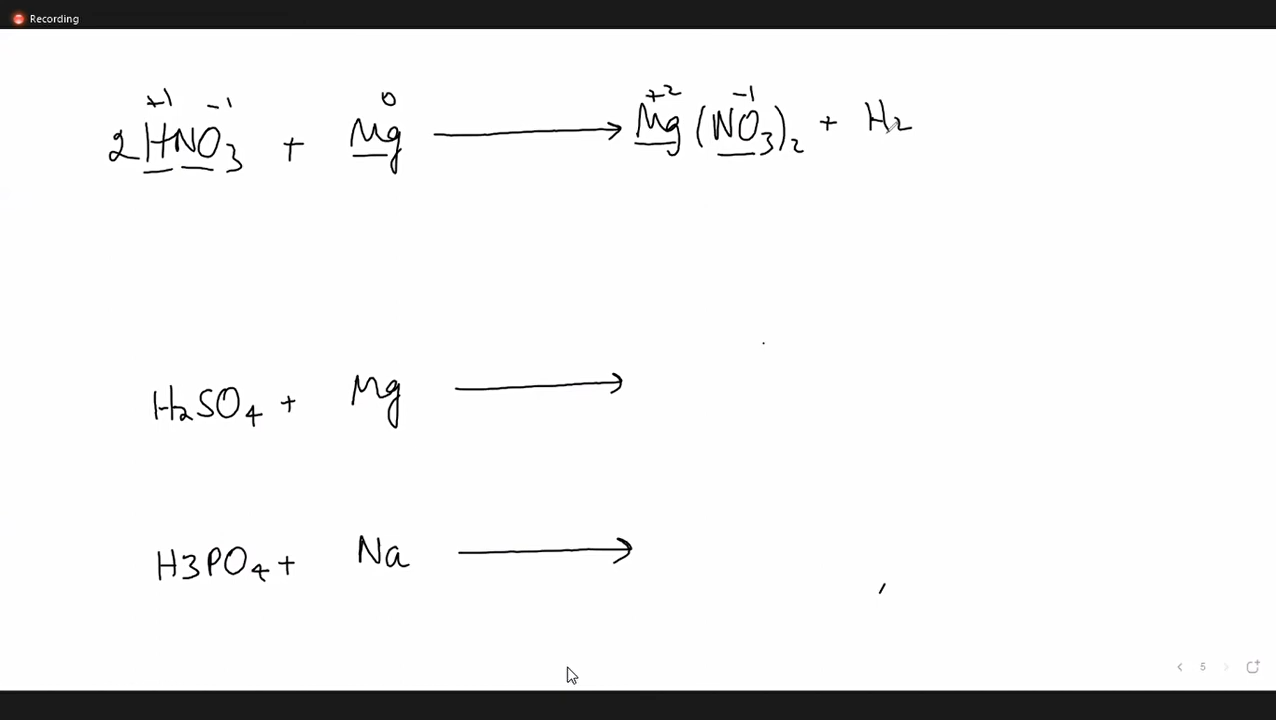 Recording
+1 -1 0 +2 -1
2HNO3 + Mg → Mg(NO3)2 + H2
H2SO4 + Mg →
H3PO4 + Na →
5